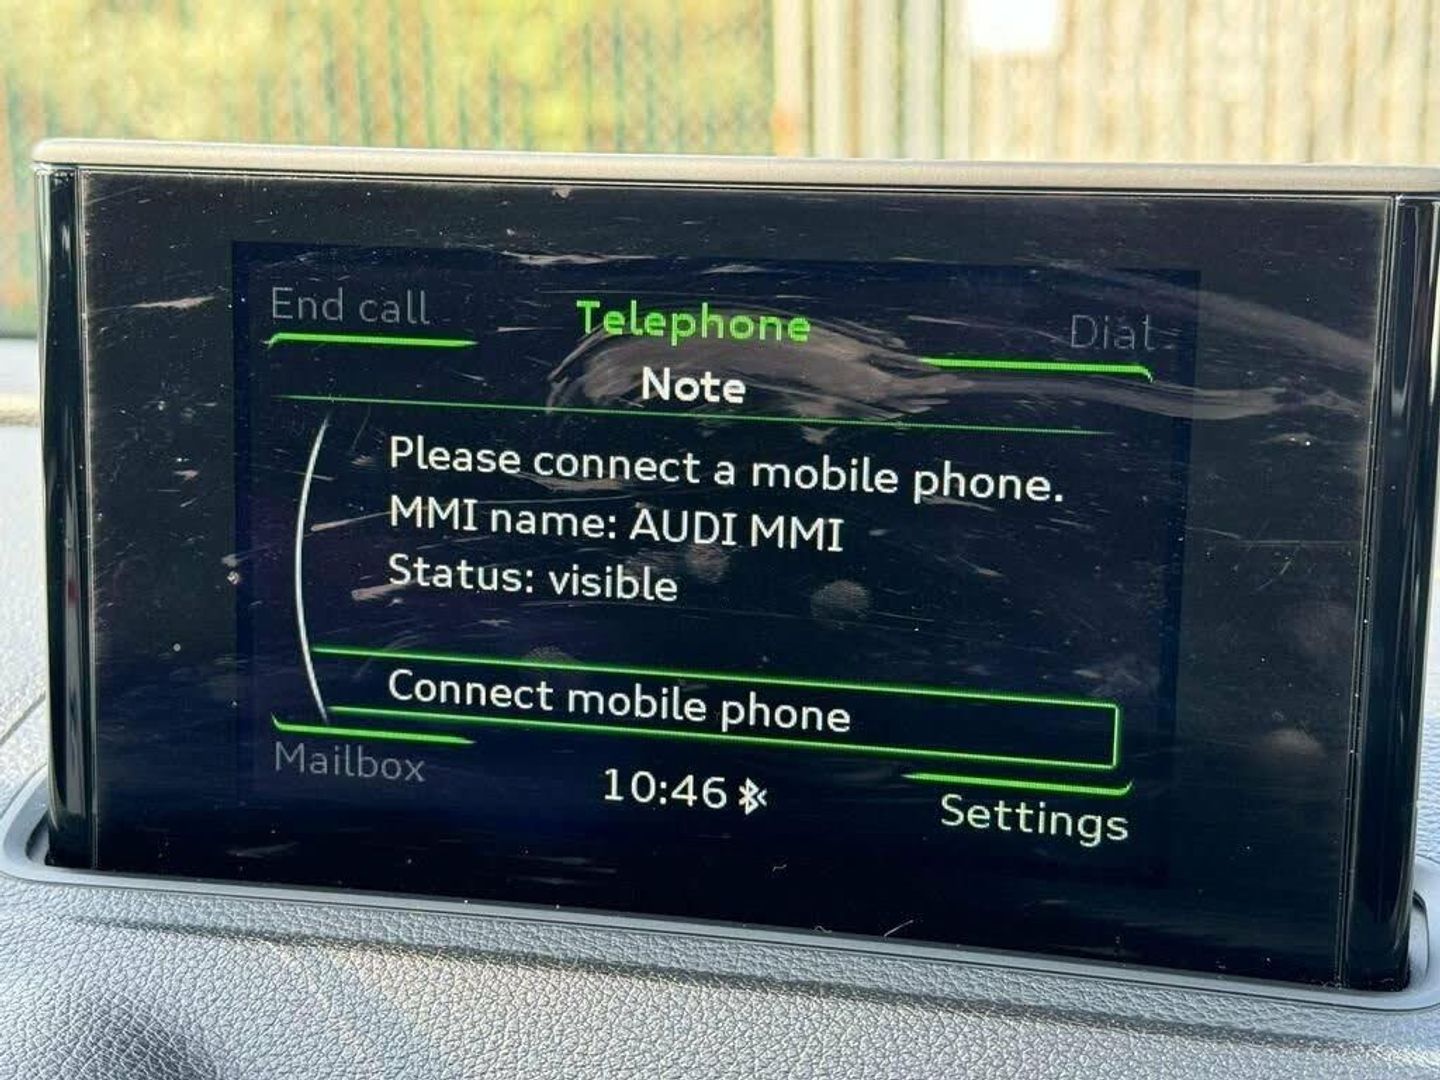 End call
Telephone
Dial
Note
Please connect a mobile phone.
MMI name: AUDI MMI
Status: visible
Connect mobile phone
Mailbox
10:46
Settings